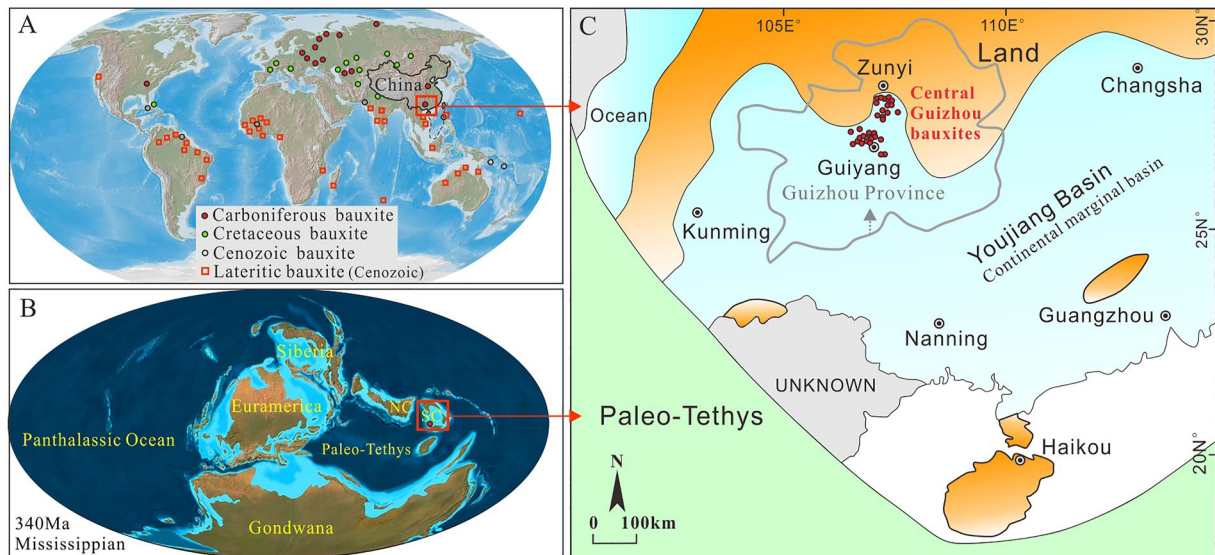 A
China
Carboniferous bauxite
Cretaceous bauxite
Cenozoic bauxite
Lateritic bauxite (Cenozoic)
B
Siberia
Euramerica
NC
SC
Panthalassic Ocean
Paleo-Tethys
Gondwana
340Ma
Mississippian
C
105E°
110E°
30N°
Land
Zunyi
Changsha
Ocean
Central
Guizhou
bauxites
Guiyang
Guizhou Province
Kunming
Youjiang Basin
Continental marginal basin
25N°
Guangzhou
Nanning
UNKNOWN
Paleo-Tethys
Haikou
20N°
N
0 100km